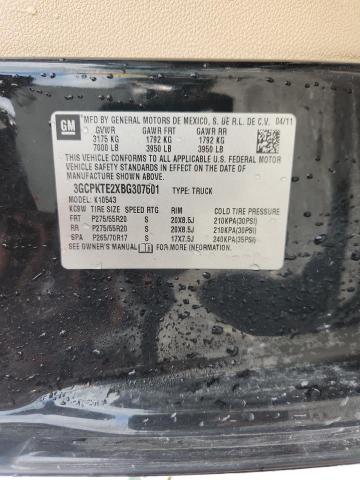 GM
MFD BY GENERAL MOTORS DE MEXICO, S. DE R.L. DE C.V. 04/11
GVWR GAWR FRT GAWR RR
3175 KG 1792 KG 1792 KG
7000 LB 3950 LB 3950 LB
THIS VEHICLE CONFORMS TO ALL APPLICABLE U.S. FEDERAL MOTOR
VEHICLE SAFETY AND THEFT PREVENTION STANDARDS IN EFFECT ON THE DATE
OF MANUFACTURE SHOWN ABOVE.
3GCPKTE2XBG307601 TYPE: TRUCK
MODEL: K10543
KC9W TIRE SIZE SPEED RTG RIM COLD TIRE PRESSURE
FRT P275/55R20 S 20X8.5J 210KPA(30PSI)
RR P275/55R20 S 20X8.5J 210KPA(30PSI)
SPA P265/70R17 S 17X7.5J 240KPA(35PSI)
SEE OWNER'S MANUAL FOR MORE INFORMATION.